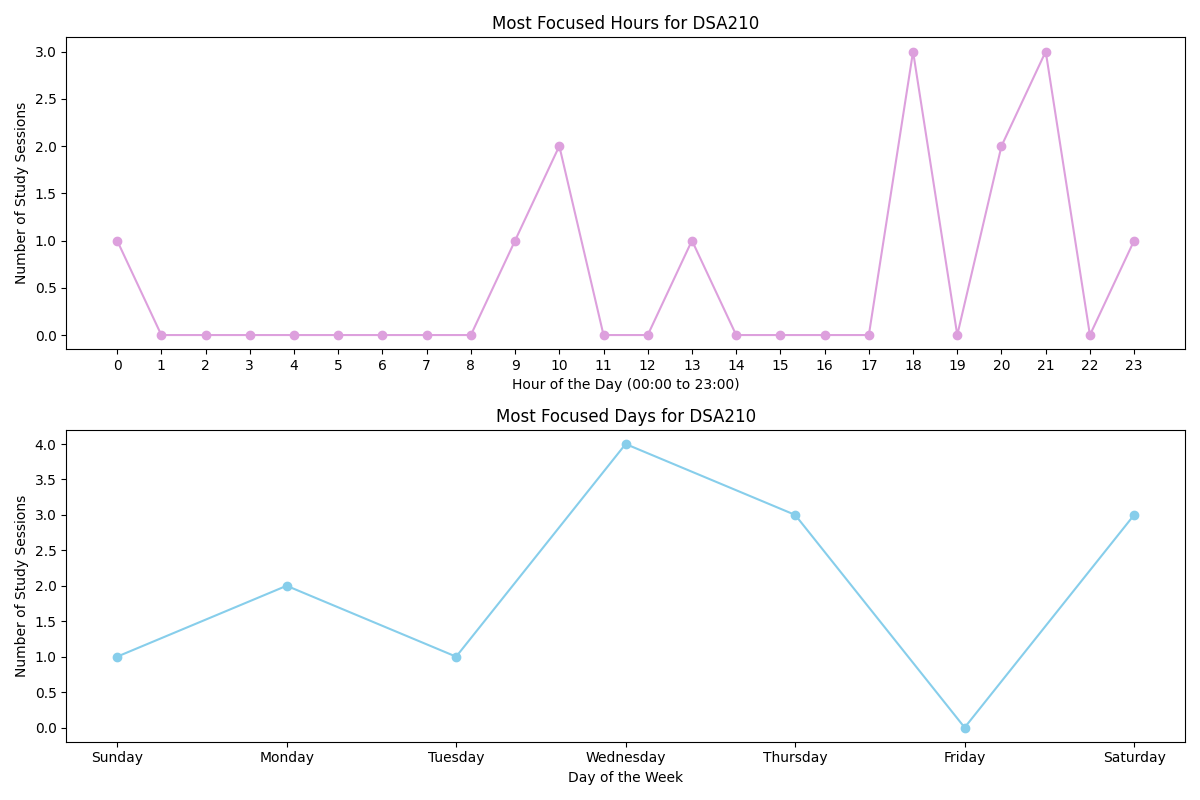 Most Focused Hours for DSA210
Number of Study Sessions
3.0
2.5
2.0
1.5
1.0
0.5
0.0
0 1 2 3 4 5 6 7 8 9 10 11 12 13 14 15 16 17 18 19 20 21 22 23
Hour of the Day (00:00 to 23:00)
Most Focused Days for DSA210
Number of Study Sessions
4.0
3.5
3.0
2.5
2.0
1.5
1.0
0.5
0.0
Sunday Monday Tuesday Wednesday Thursday Friday Saturday
Day of the Week